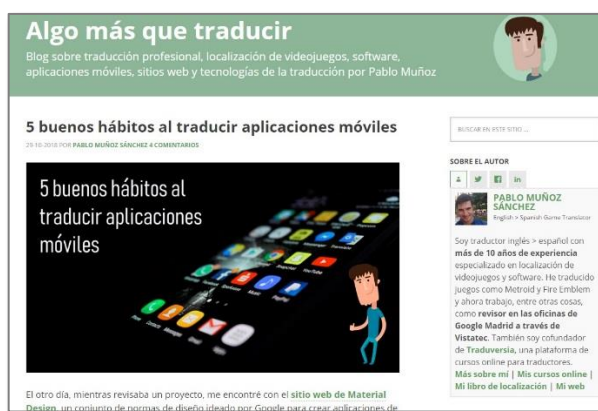 Algo más que traducir
Blog sobre traducción profesional, localización de videojuegos, software,
aplicaciones móviles, sitios web y tecnologías de la traducción por Pablo Muñoz
5 buenos hábitos al traducir aplicaciones móviles
29-10-2018 POR PABLO MUÑOZ SÁNCHEZ 4 COMENTARIOS
5 buenos hábitos al
traducir aplicaciones
móviles
El otro día, mientras revisaba un proyecto, me encontré con el sitio web de Material
Design, un conjunto de normas de diseño ideado por Google para crear aplicaciones de
BUSCAR EN ESTE SITIO ...
SOBRE EL AUTOR
in
PABLO MUÑOZ
SÁNCHEZ
English > Spanish Game Translator
Soy traductor inglés > español con
más de 10 años de experiencia
especializado en localización de
videojuegos y software. He traducido
juegos como Metroid y Fire Emblem
y ahora trabajo, entre otras cosas,
como revisor en las oficinas de
Google Madrid a través de
Vistatec. También soy cofundador
de Traduversia, una plataforma de
cursos online para traductores.
Más sobre mí | Mis cursos online |
Mi libro de localización | Mi web